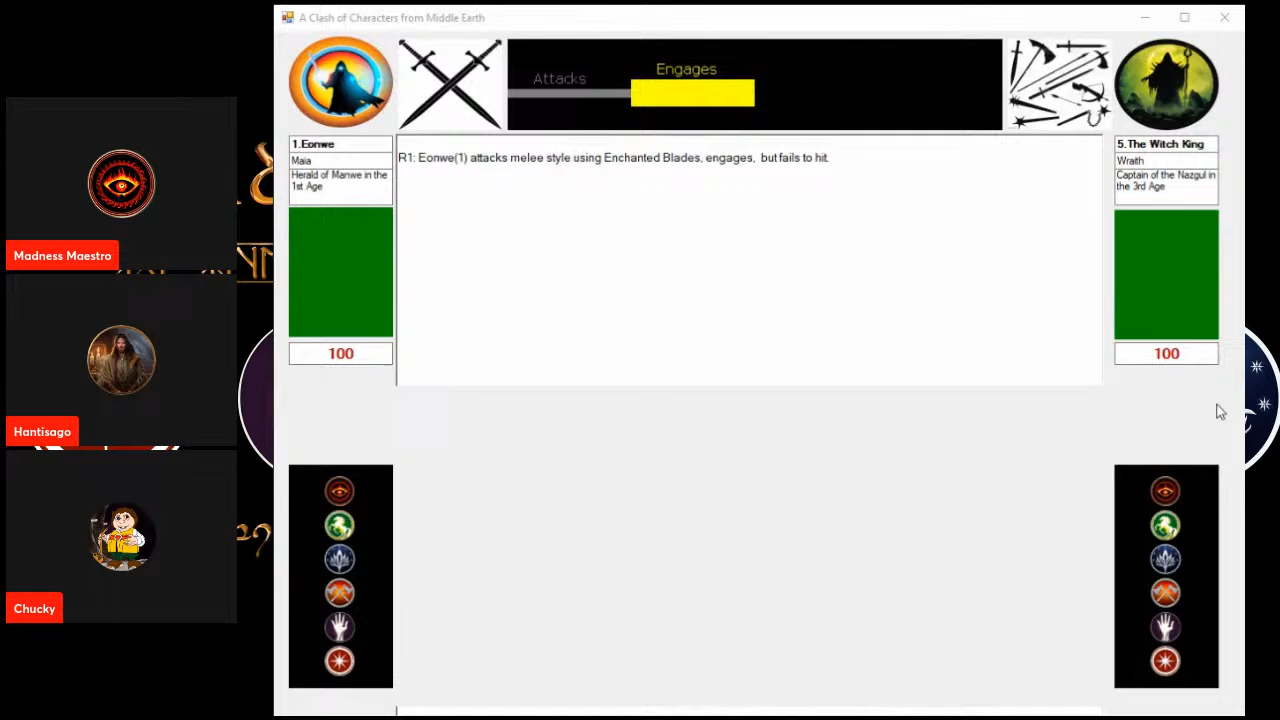 A Clash of Characters from Middle Earth
Attacks
Engages
1.Eonwe
Maia
Herald of Manwe in the
1st Age
100
R1: Eonwe(1) attacks melee style using Enchanted Blades, engages, but fails to hit.
5.The Witch King
Wraith
Captain of the Nazgul in
the 3rd Age
100
Madness Maestro
Hantisago
Chucky